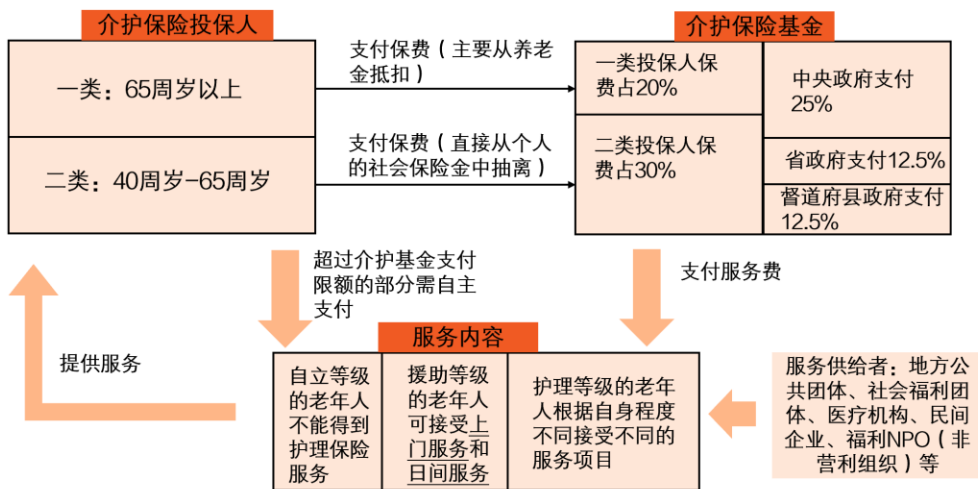 介护保险投保人
介护保险基金
一类：65周岁以上
二类：40周岁-65周岁
支付保费（主要从养老
金抵扣）
支付保费（直接从个人
的社会保险金中抽离）
一类投保人保
费占20%
二类投保人保
费占30%
中央政府支付
25%
省政府支付12.5%
督道府县政府支付
12.5%
超过介护基金支付
限额的部分需自主
支付
支付服务费
提供服务
服务内容
自立等级
的老年人
不能得到
护理保险
服务
援助等级
的老年人
可接受上
门服务和
日间服务
护理等级的老年
人根据自身程度
不同接受不同的
服务项目
服务供给者：地方公
共团体、社会福利团
体、医疗机构、民间
企业、福利NPO（非
营利组织）等